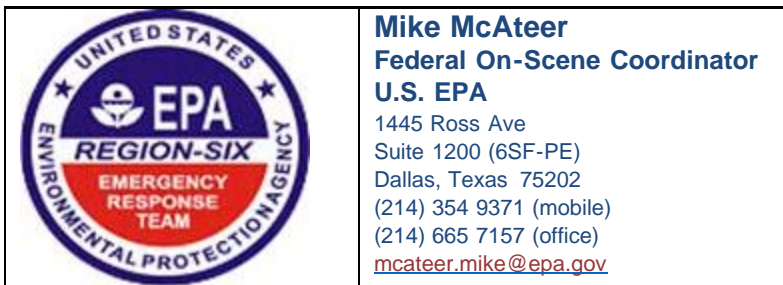 UNITED STATES
EPA
REGION-SIX
EMERGENCY
RESPONSE
TEAM
ENVIRONMENTAL PROTECTION AGENCY
Mike McAteer
Federal On-Scene Coordinator
U.S. EPA
1445 Ross Ave
Suite 1200 (6SF-PE)
Dallas, Texas 75202
(214) 354 9371 (mobile)
(214) 665 7157 (office)
mcateer.mike@epa.gov